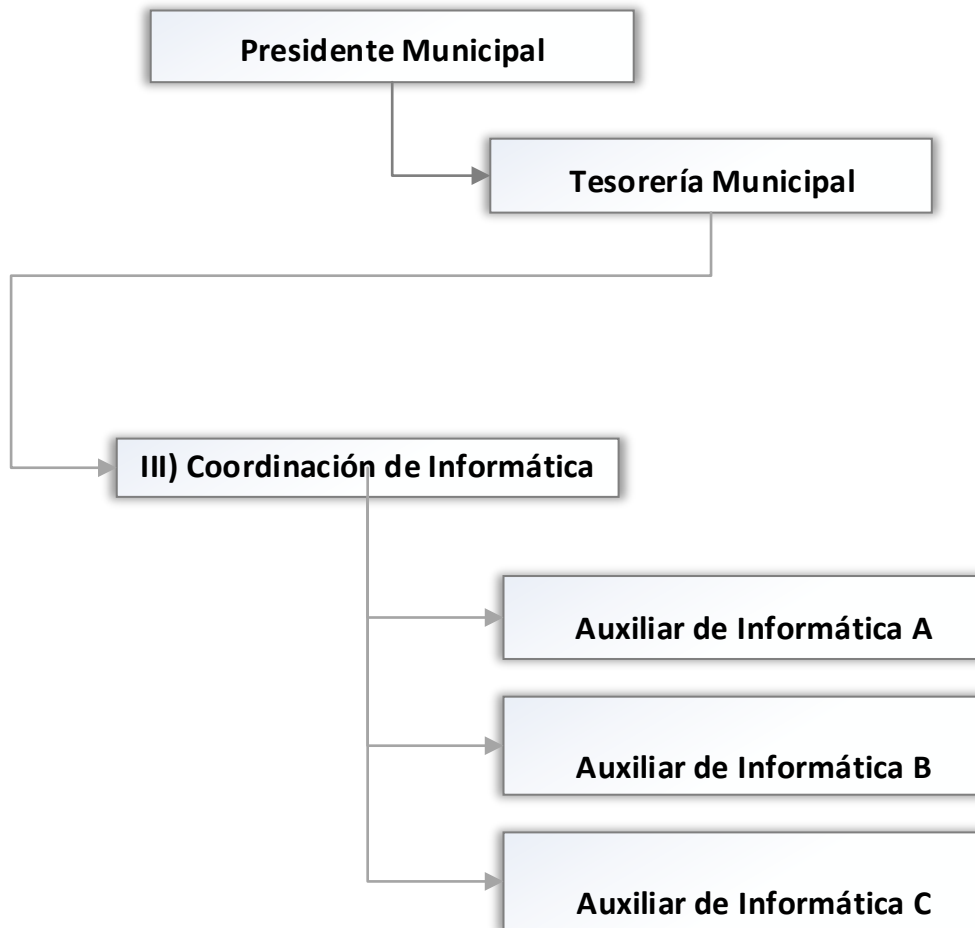 Presidente Municipal
Tesorería Municipal
III) Coordinación de Informática
Auxiliar de Informática A
Auxiliar de Informática B
Auxiliar de Informática C